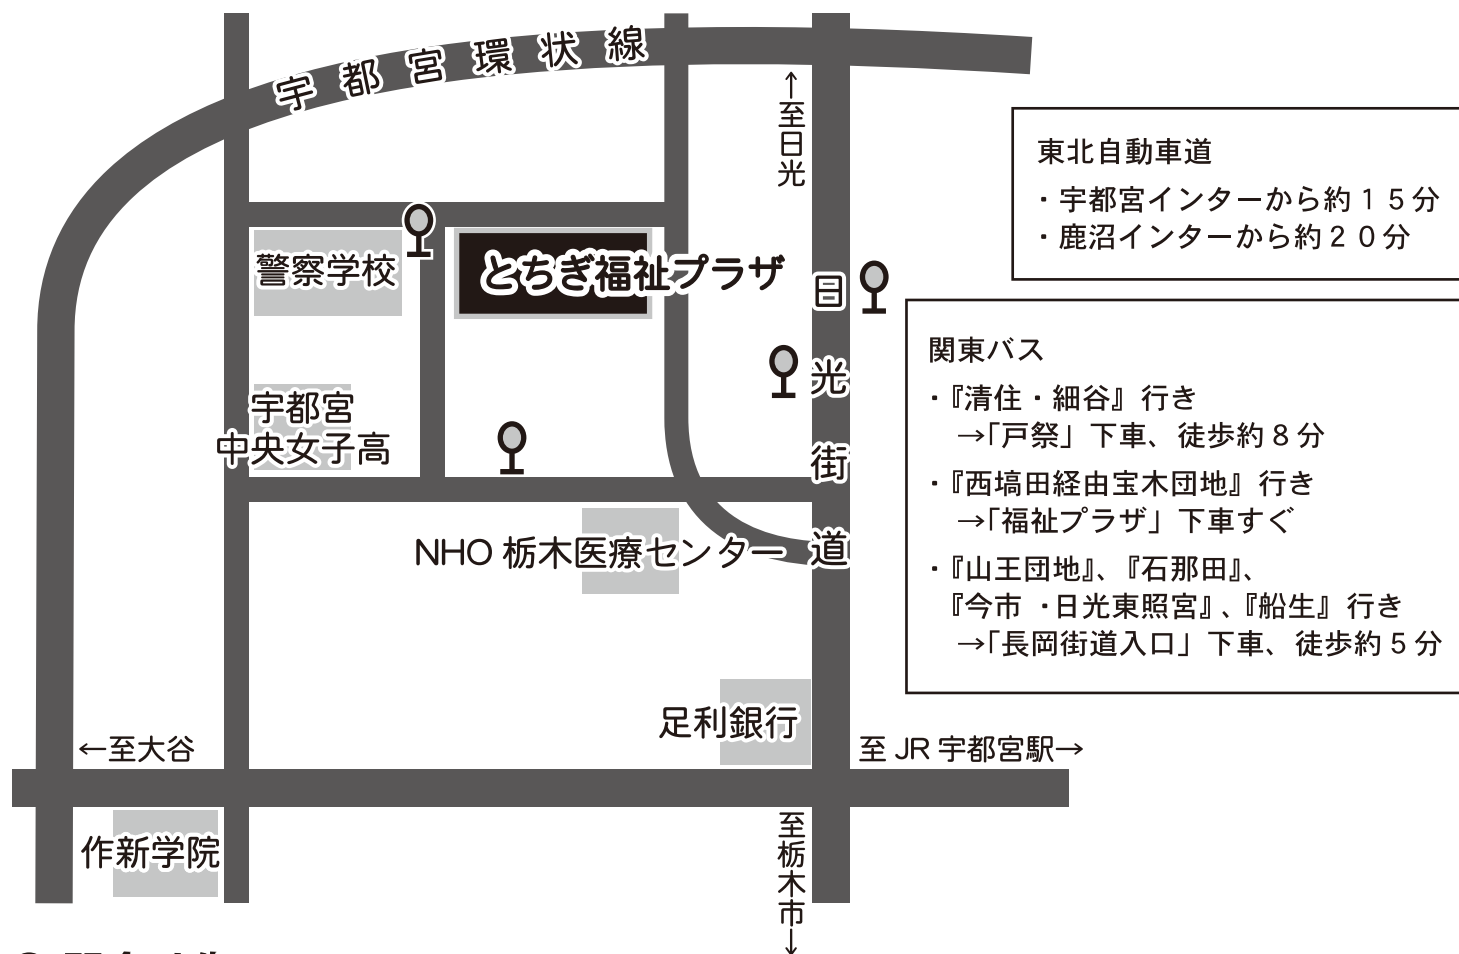 宇都宮環状線
↑至日光
東北自動車道
・宇都宮インターから約１５分
・鹿沼インターから約２０分
警察学校
とちぎ福祉プラザ
日光街道
関東バス
・『清住・細谷』行き
→「戸祭」下車、徒歩約８分
・『西塙田経由宝木団地』行き
→「福祉プラザ」下車すぐ
・『山王団地』、『石那田』、
『今市・日光東照宮』、『船生』行き
→「長岡街道入口」下車、徒歩約５分
宇都宮
中央女子高
NHO 栃木医療センター
足利銀行
←至大谷
至 JR 宇都宮駅→
作新学院
至栃木市↓